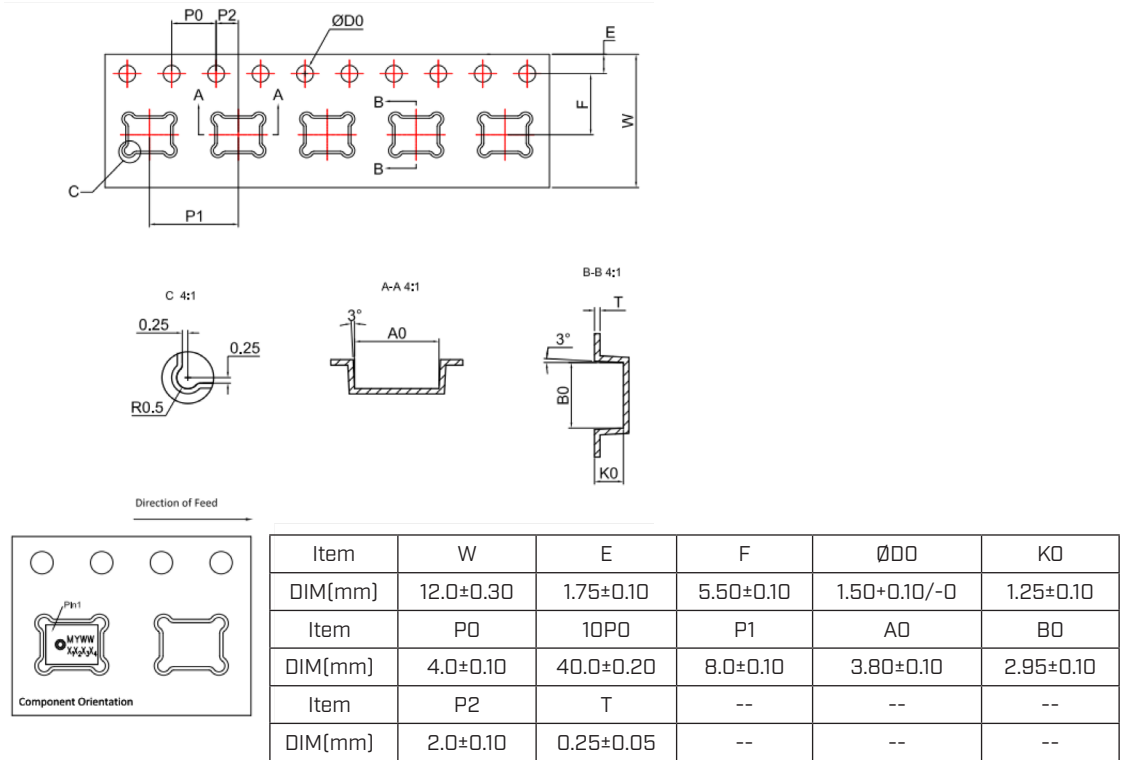 P0 P2 ØD0 E
A A B F W
B
C
P1
B-B 4:1
C 4:1 A-A 4:1
T
0.25 3° A0 3°
0.25
B0
R0.5
K0
Direction of Feed
Pin1
MYWW
X₁X₂X₃X₄
Component Orientation
Item W E F ØD0 K0
DIM(mm) 12.0±0.30 1.75±0.10 5.50±0.10 1.50+0.10/-0 1.25±0.10
Item P0 10P0 P1 A0 B0
DIM(mm) 4.0±0.10 40.0±0.20 8.0±0.10 3.80±0.10 2.95±0.10
Item P2 T -- -- --
DIM(mm) 2.0±0.10 0.25±0.05 -- -- --